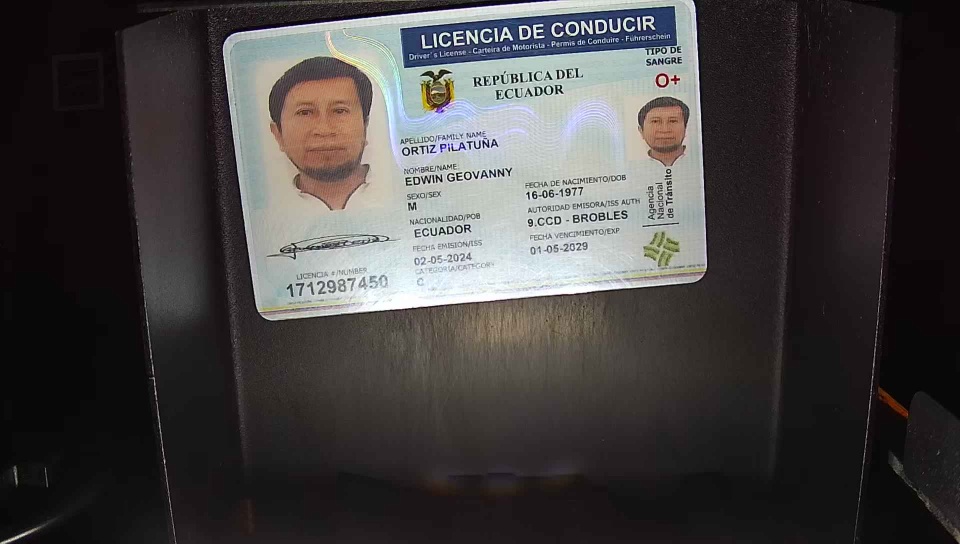 LICENCIA DE CONDUCIR
Driver's License - Carteira de Motorista - Permis de Conduire - Führerschein
REPÚBLICA DEL
ECUADOR
TIPO DE
SANGRE
O+
APELLIDO/FAMILY NAME
ORTIZ PILATUÑA
NOMBRE/NAME
EDWIN GEOVANNY
SEXO/SEX
M
NACIONALIDAD/POB
ECUADOR
FECHA EMISIÓN/ISS
02-05-2024
CATEGORÍA/CATEGORY
C
FECHA DE NACIMIENTO/DOB
16-06-1977
AUTORIDAD EMISORA/ISS AUTH
9.CCD - BROBLES
FECHA VENCIMIENTO/EXP
01-05-2029
Agencia
Nacional
de Tránsito
LICENCIA #/NUMBER
1712987450